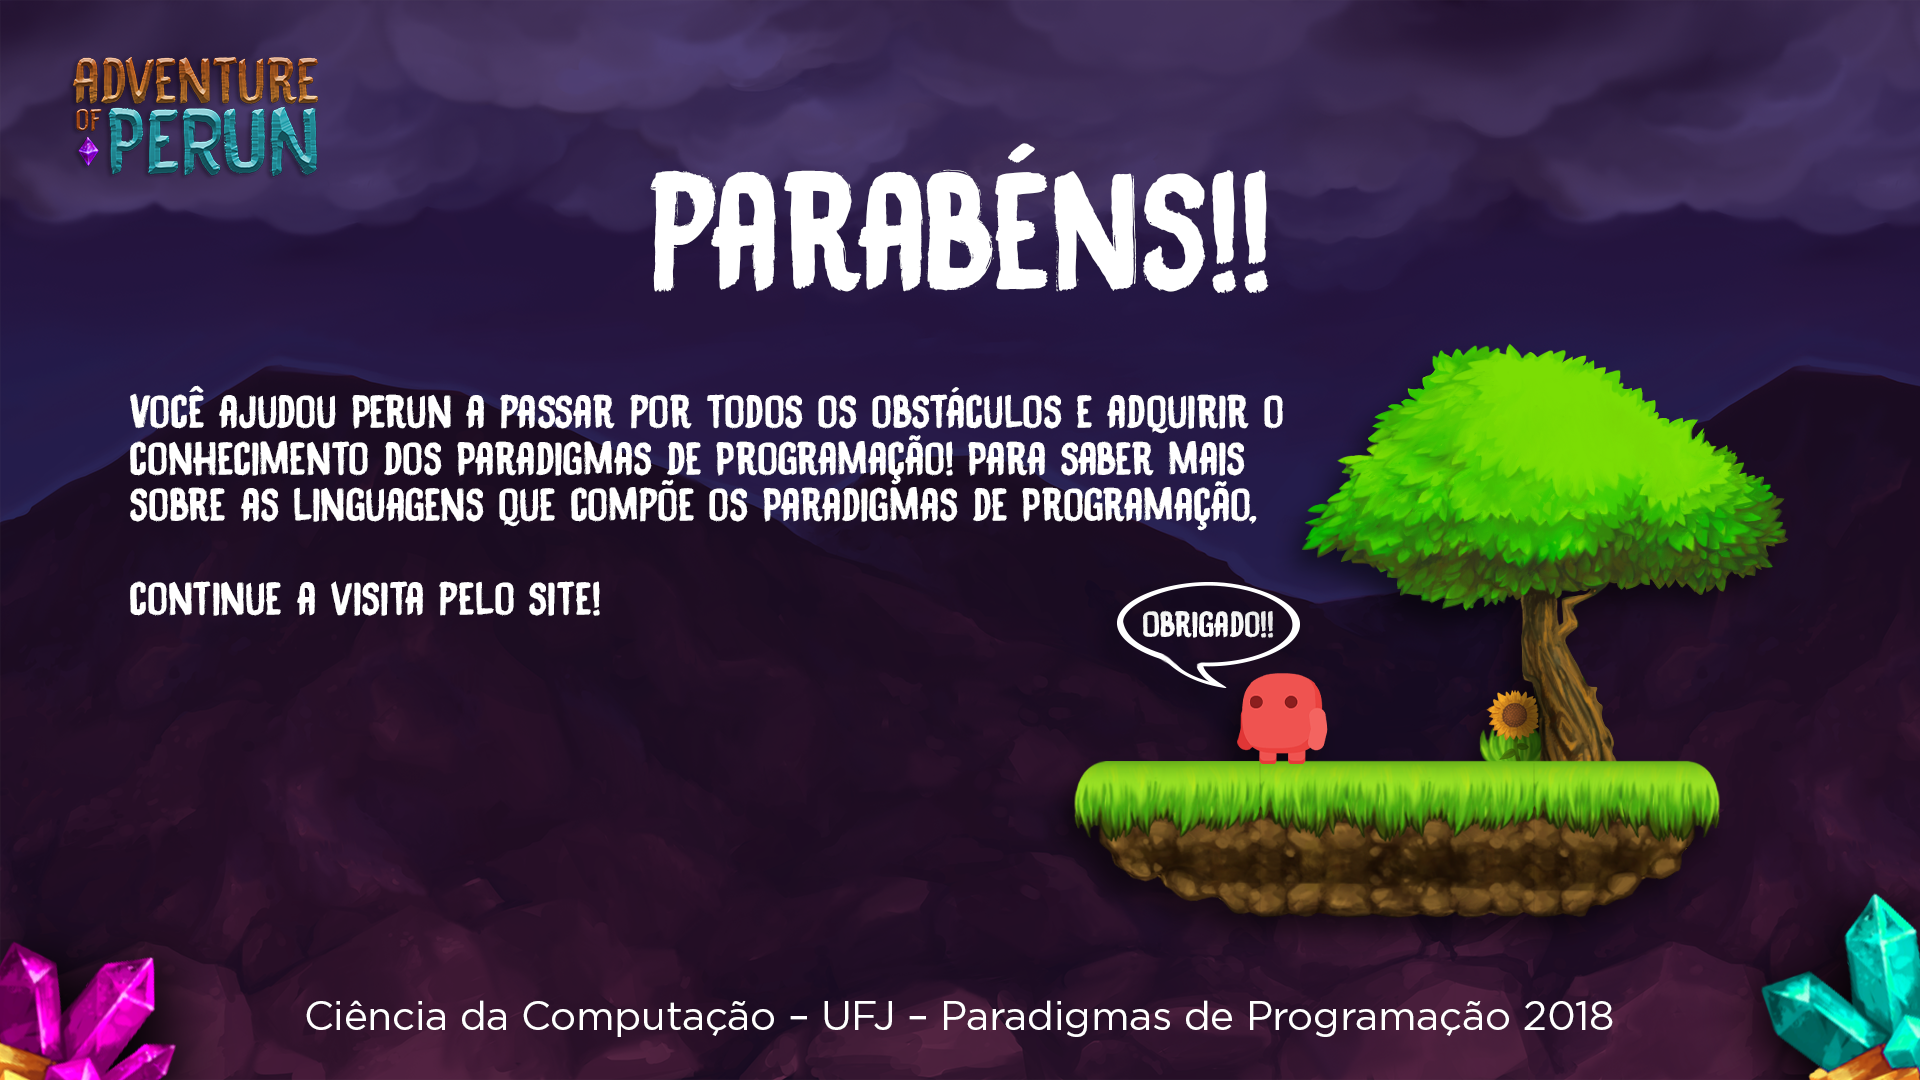 ADVENTURE
OF PERUN
PARABÉNS!!
VOCÊ AJUDOU PERUN A PASSAR POR TODOS OS OBSTÁCULOS E ADQUIRIR O
CONHECIMENTO DOS PARADIGMAS DE PROGRAMAÇÃO! PARA SABER MAIS
SOBRE AS LINGUAGENS QUE COMPÕE OS PARADIGMAS DE PROGRAMAÇÃO,
CONTINUE A VISITA PELO SITE!
OBRIGADO!!
Ciência da Computação – UFJ – Paradigmas de Programação 2018